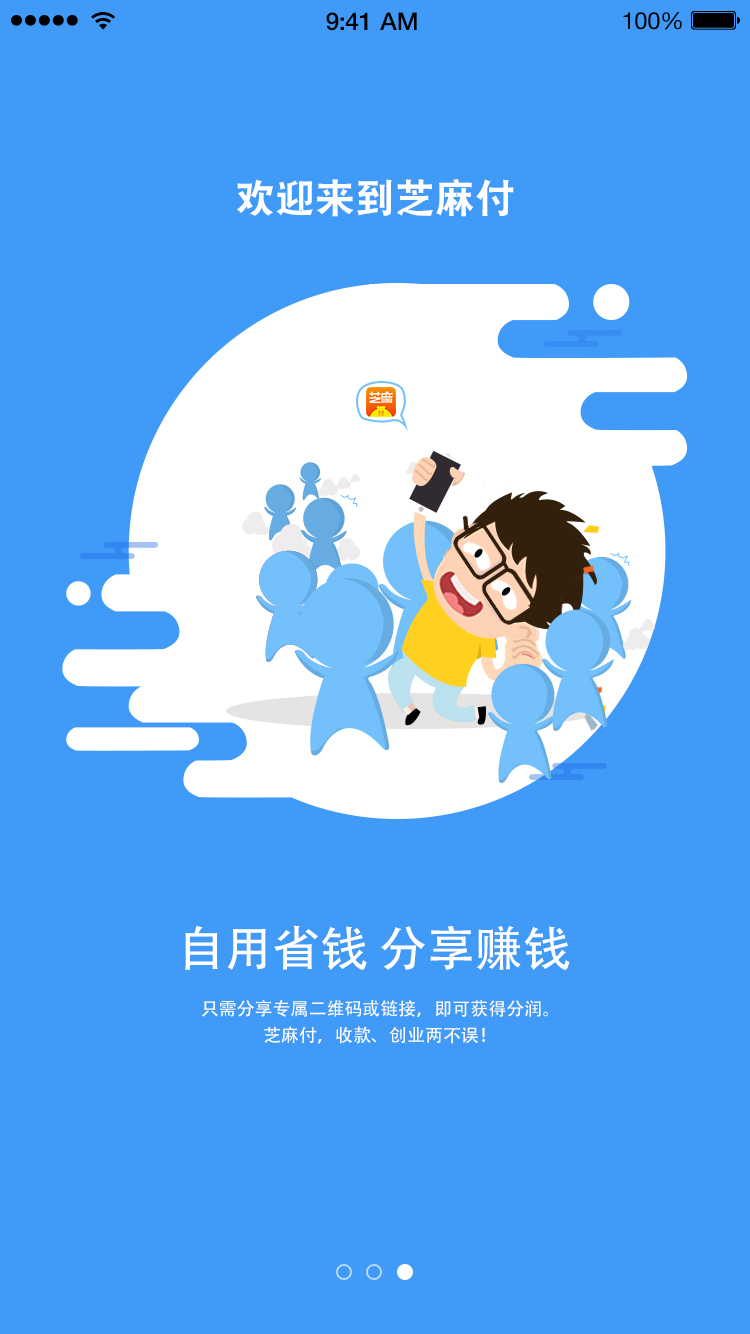 9:41 AM
100%
欢迎来到芝麻付
芝麻
自用省钱 分享赚钱
只需分享专属二维码或链接，即可获得分润。
芝麻付，收款、创业两不误！